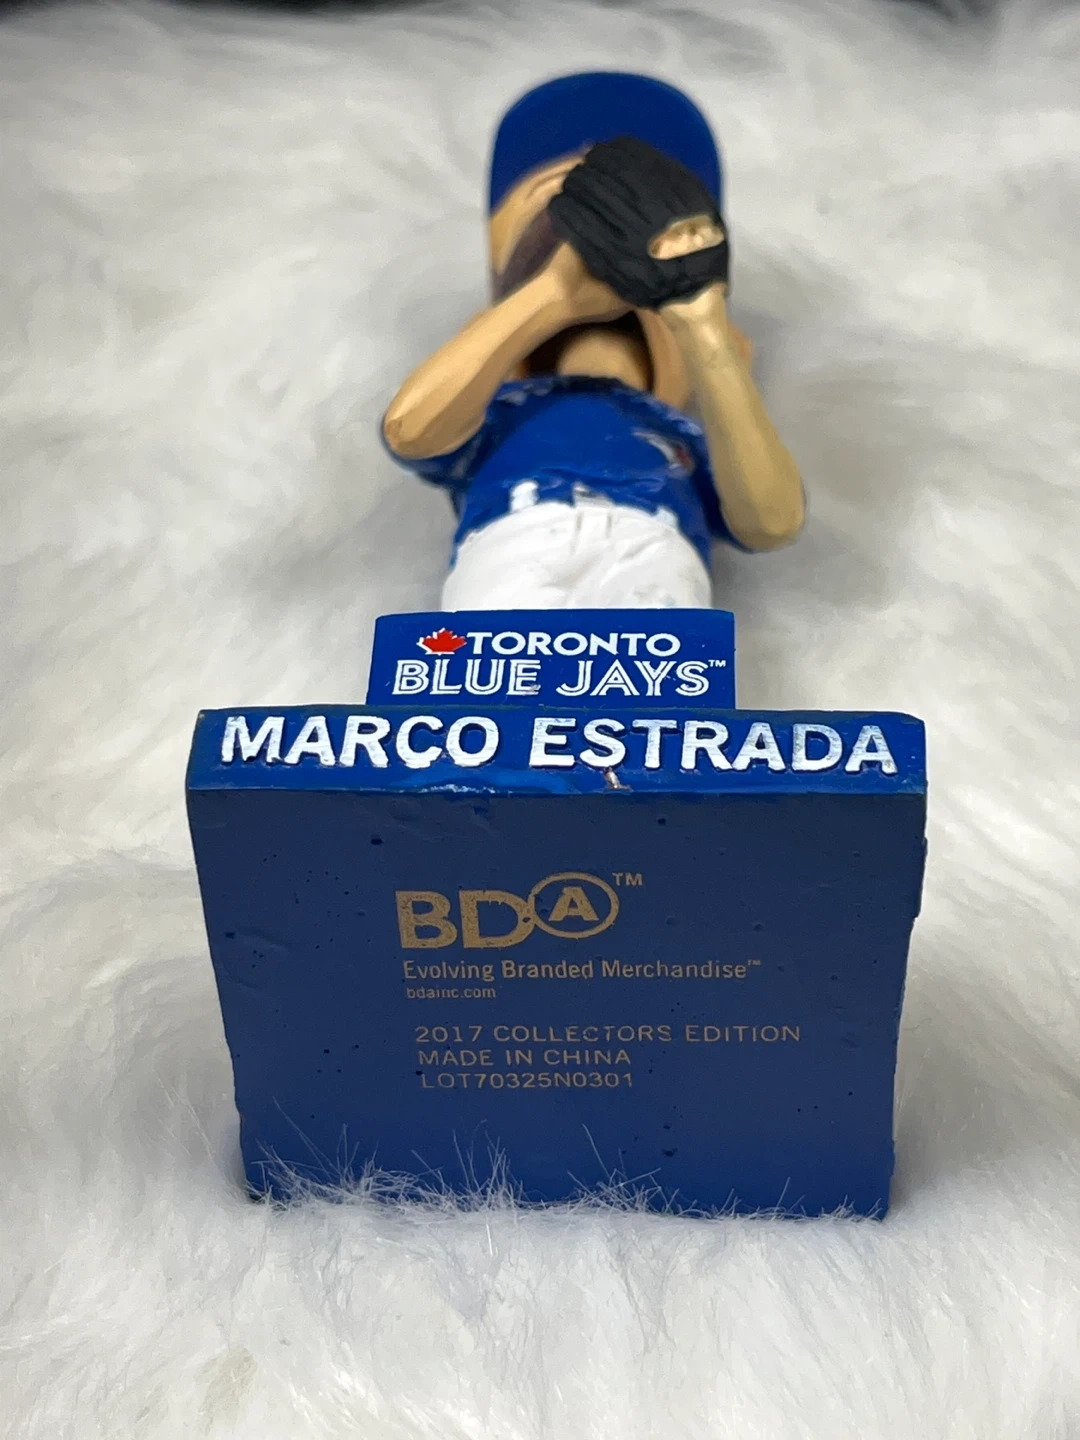 TORONTO
BLUE JAYS™
MARCO ESTRADA
BDA™
Evolving Branded Merchandise™
bdainc.com
2017 COLLECTORS EDITION
MADE IN CHINA
LOT70325N0301